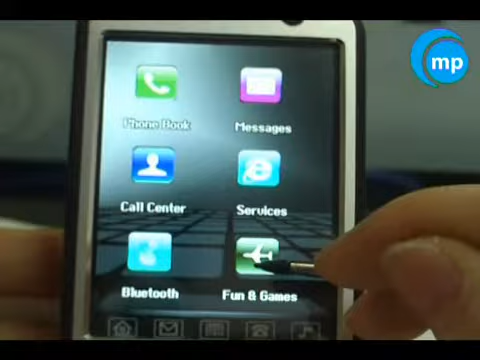 mp
Phone Book
Messages
Call Center
Services
Bluetooth
Fun & Games